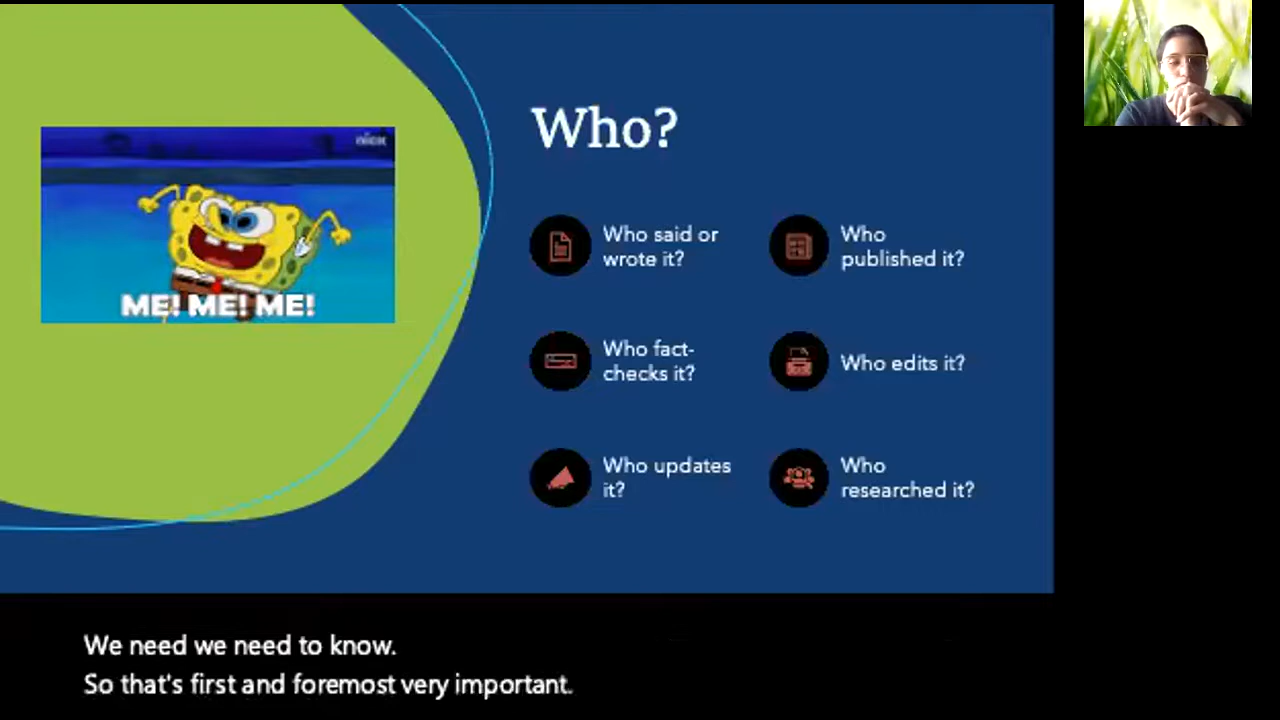 nick
ME! ME! ME!
Who?
Who said or
wrote it?
Who
published it?
Who fact-
checks it?
Who edits it?
Who updates
it?
Who
researched it?
We need we need to know.
So that's first and foremost very important.